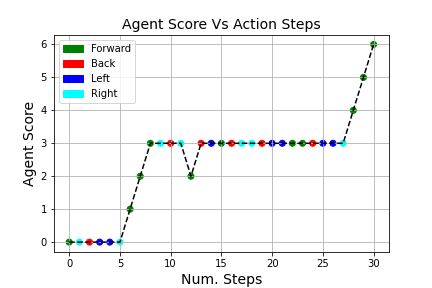 Agent Score Vs Action Steps
Agent Score
6
5
4
3
2
1
0
Forward
Back
Left
Right
0 5 10 15 20 25 30
Num. Steps